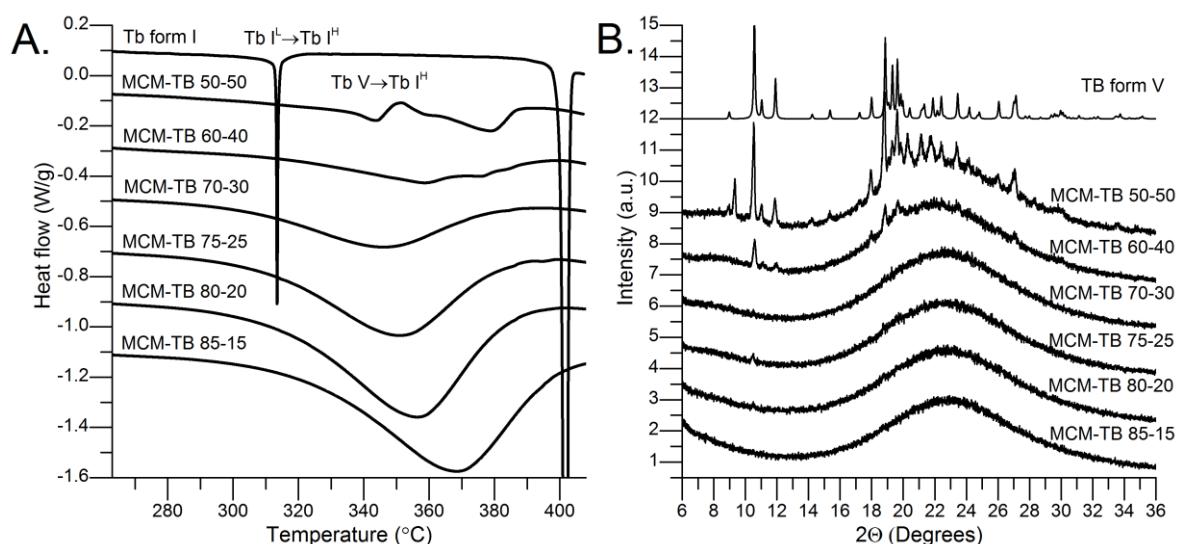 A.
Tb form I
Tb Iᴸ→Tb Iᴴ
MCM-TB 50-50
Tb V→Tb Iᴴ
MCM-TB 60-40
MCM-TB 70-30
MCM-TB 75-25
MCM-TB 80-20
MCM-TB 85-15
Heat flow (W/g)
0.2
0.0
-0.2
-0.4
-0.6
-0.8
-1.0
-1.2
-1.4
-1.6
280 300 320 340 360 380 400
Temperature (°C)
B.
TB form V
MCM-TB 50-50
MCM-TB 60-40
MCM-TB 70-30
MCM-TB 75-25
MCM-TB 80-20
MCM-TB 85-15
Intensity (a.u.)
15
14
13
12
11
10
9
8
7
6
5
4
3
2
1
6 8 10 12 14 16 18 20 22 24 26 28 30 32 34 36
2Θ (Degrees)